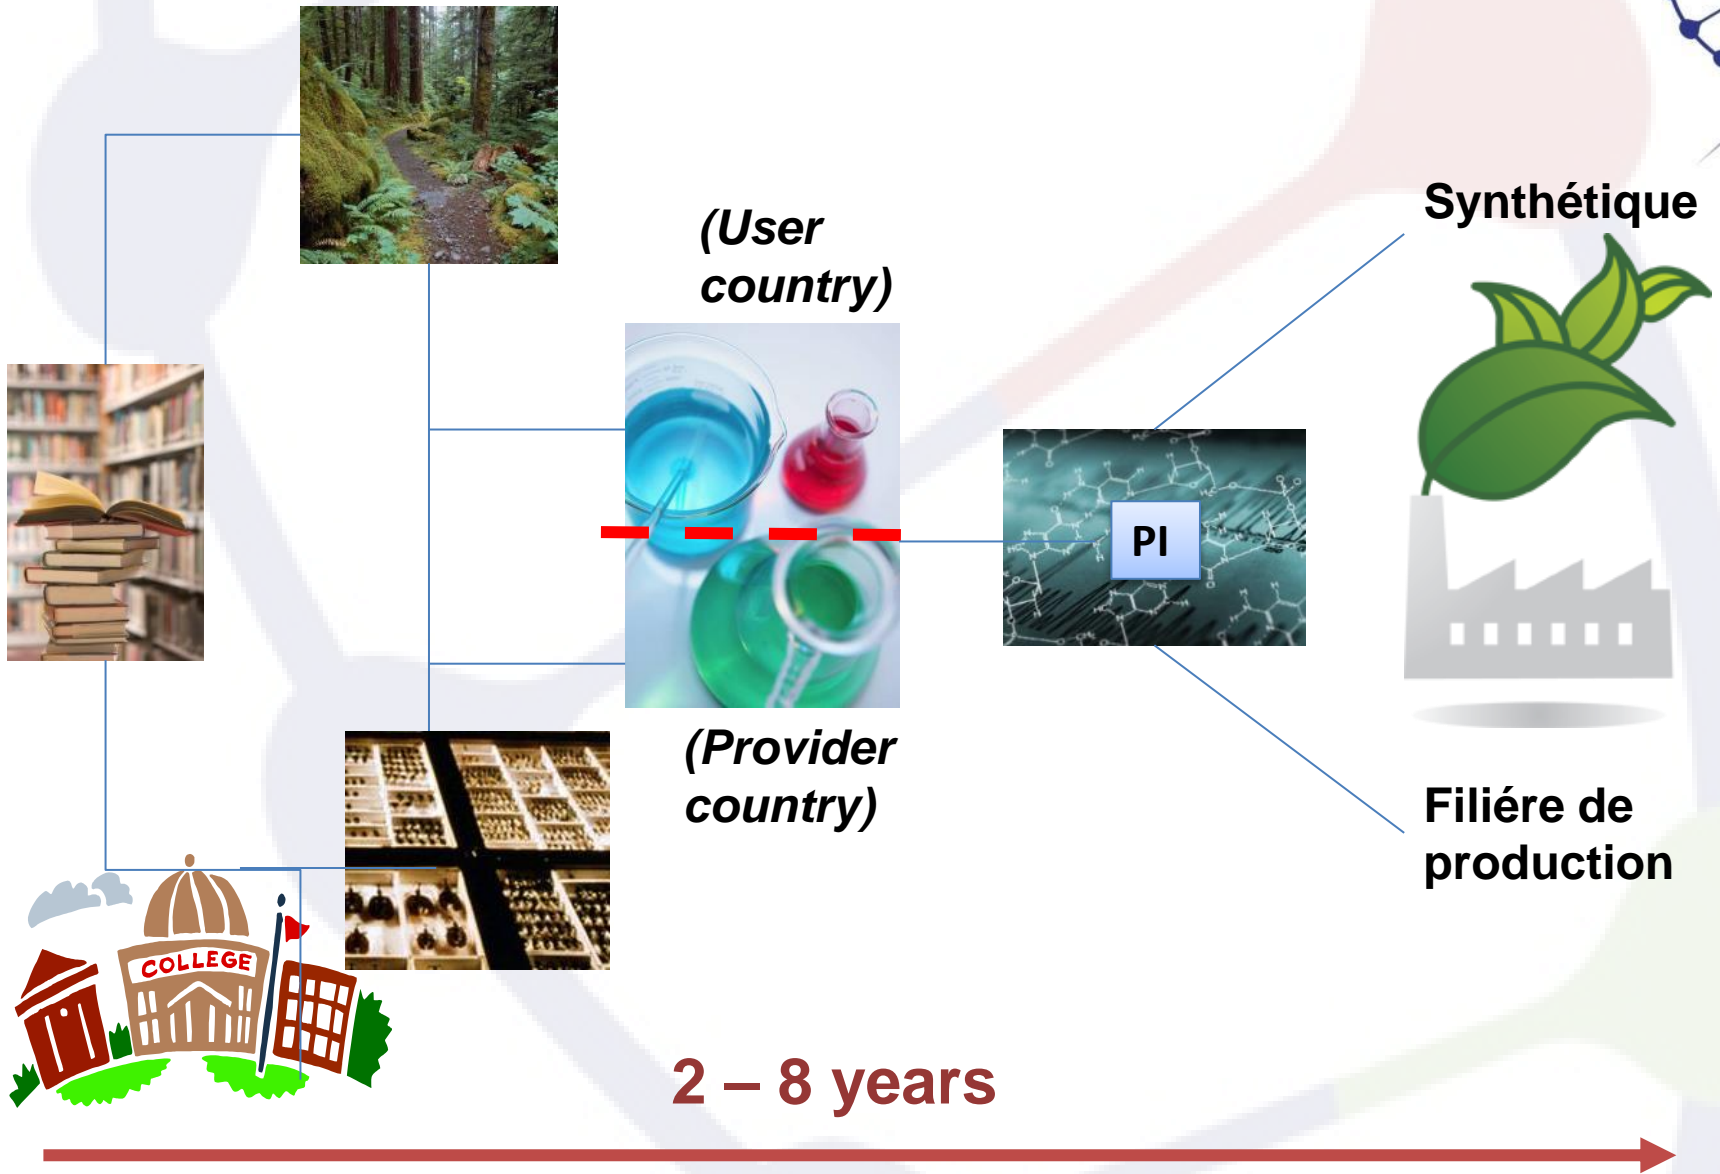 Synthétique
(User
country)
PI
(Provider
country)
Filiére de
production
COLLEGE
2 – 8 years